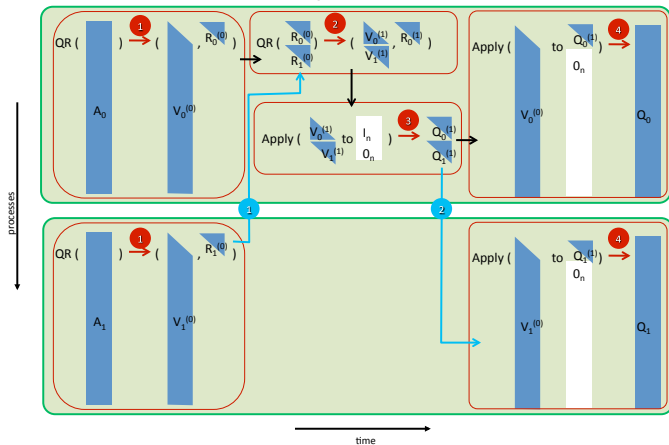 1
QR ( A₀ ) → ( V₀⁽⁰⁾ , R₀⁽⁰⁾ )
2
QR ( R₀⁽⁰⁾ R₁⁽⁰⁾ ) → ( V₀⁽¹⁾ V₁⁽¹⁾ , R₀⁽¹⁾ )
3
Apply ( V₀⁽¹⁾ V₁⁽¹⁾ to Iₙ 0ₙ ) → Q₀⁽¹⁾ Q₁⁽¹⁾
4
Apply ( V₀⁽⁰⁾ to Q₀⁽¹⁾ 0ₙ ) → Q₀
1
2
processes
1
QR ( A₁ ) → ( V₁⁽⁰⁾ , R₁⁽⁰⁾ )
4
Apply ( V₁⁽⁰⁾ to Q₁⁽¹⁾ 0ₙ ) → Q₁
time